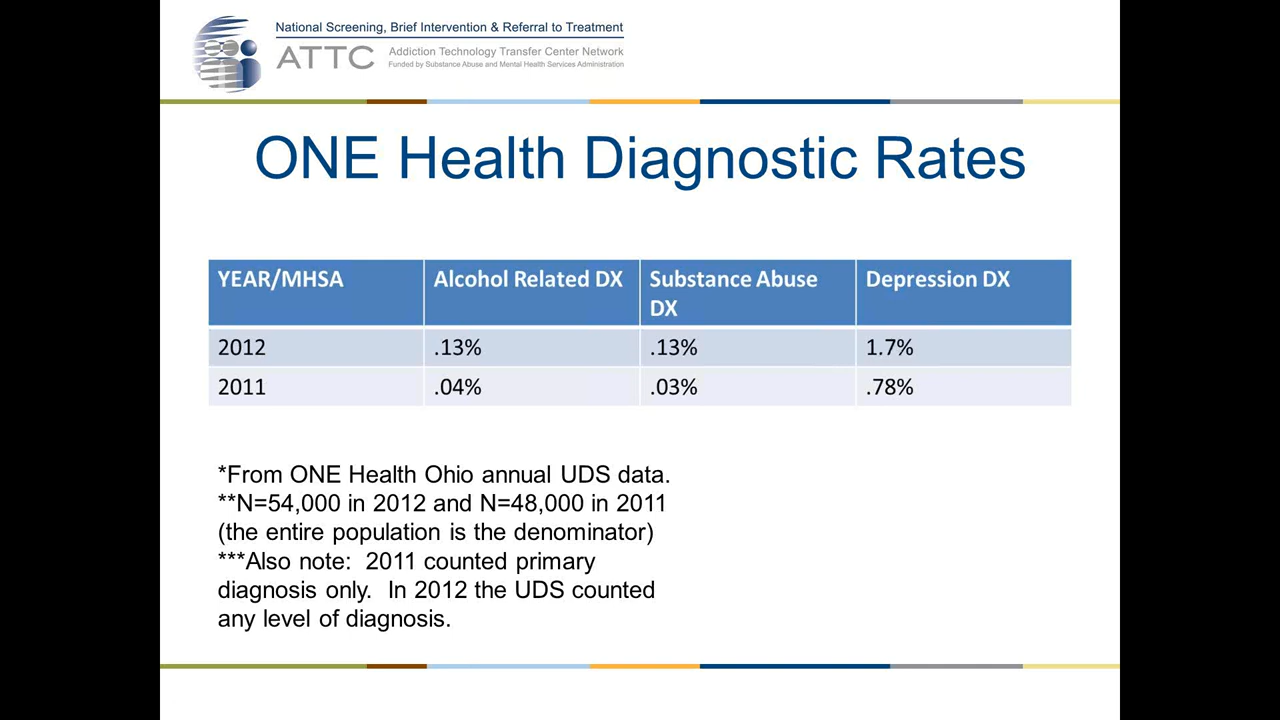 National Screening, Brief Intervention & Referral to Treatment
ATTC
Addiction Technology Transfer Center Network
Funded by Substance Abuse and Mental Health Services Administration
ONE Health Diagnostic Rates
YEAR/MHSA Alcohol Related DX Substance Abuse DX Depression DX
2012 .13% .13% 1.7%
2011 .04% .03% .78%
*From ONE Health Ohio annual UDS data.
**N=54,000 in 2012 and N=48,000 in 2011
(the entire population is the denominator)
***Also note:  2011 counted primary
diagnosis only.  In 2012 the UDS counted
any level of diagnosis.